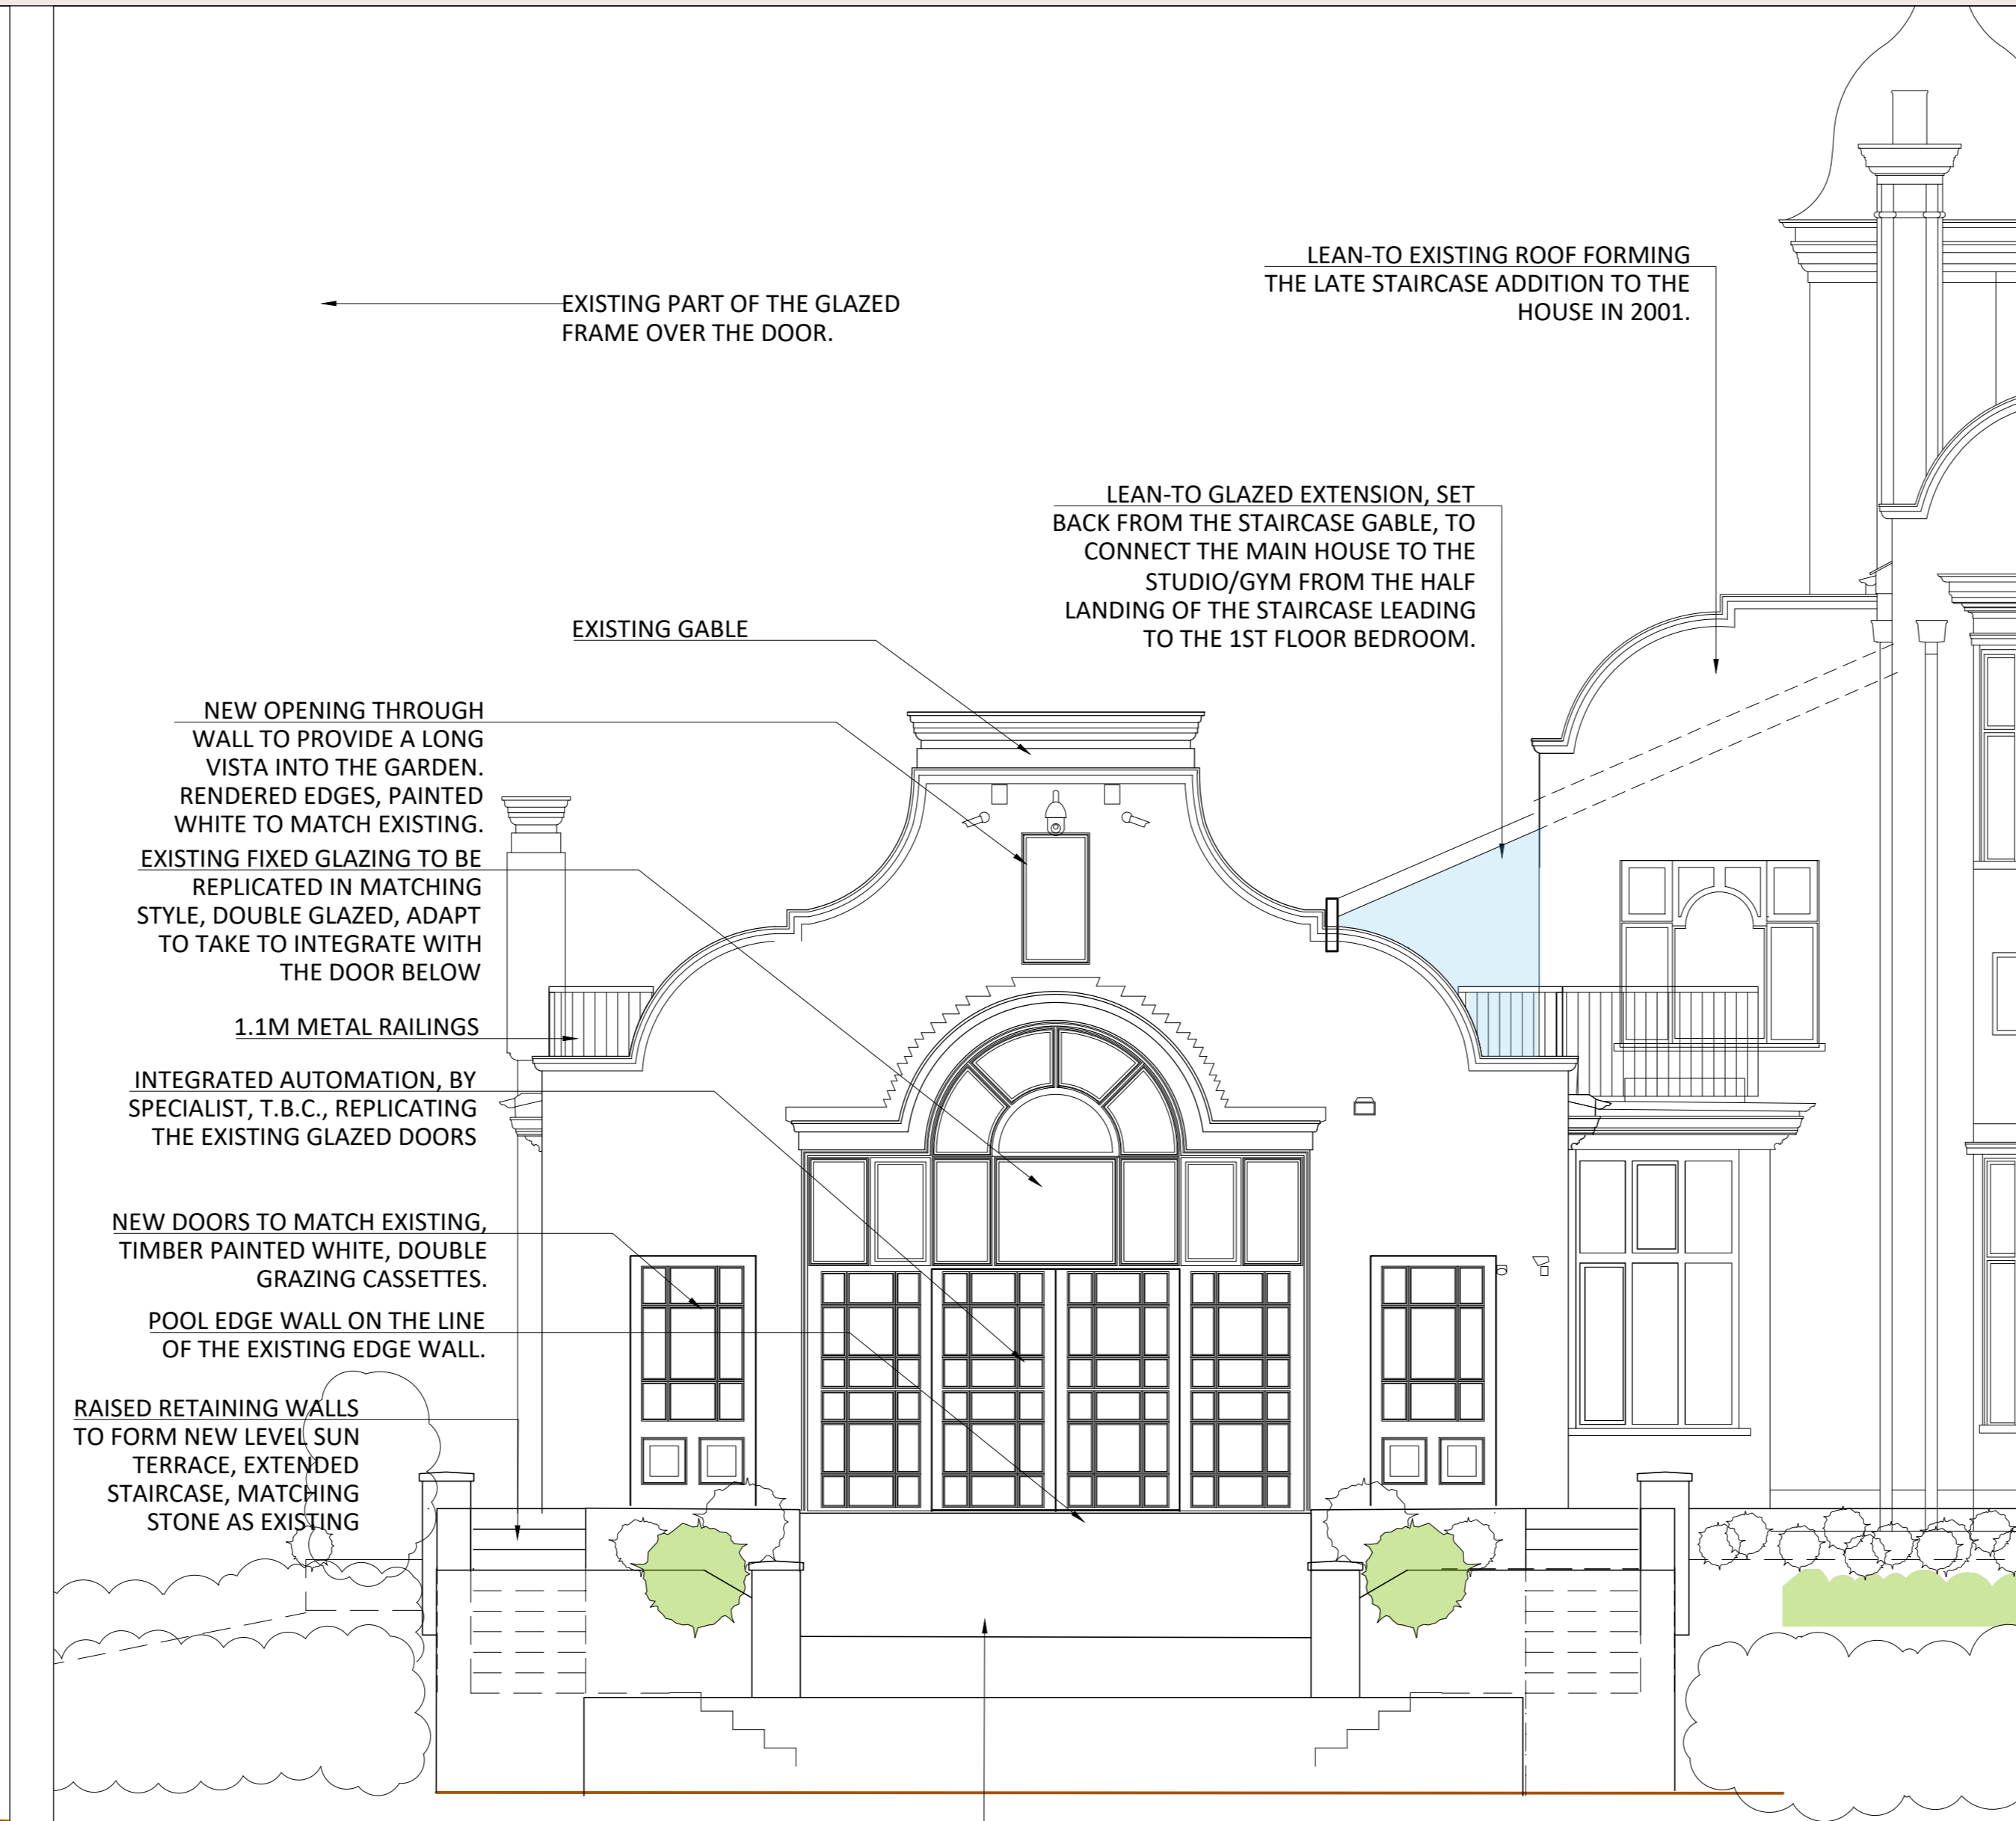 LEAN-TO EXISTING ROOF FORMING
THE LATE STAIRCASE ADDITION TO THE
HOUSE IN 2001.
EXISTING PART OF THE GLAZED
FRAME OVER THE DOOR.
LEAN-TO GLAZED EXTENSION, SET
BACK FROM THE STAIRCASE GABLE, TO
CONNECT THE MAIN HOUSE TO THE
STUDIO/GYM FROM THE HALF
LANDING OF THE STAIRCASE LEADING
TO THE 1ST FLOOR BEDROOM.
EXISTING GABLE
NEW OPENING THROUGH
WALL TO PROVIDE A LONG
VISTA INTO THE GARDEN.
RENDERED EDGES, PAINTED
WHITE TO MATCH EXISTING.
EXISTING FIXED GLAZING TO BE
REPLICATED IN MATCHING
STYLE, DOUBLE GLAZED, ADAPT
TO TAKE TO INTEGRATE WITH
THE DOOR BELOW
1.1M METAL RAILINGS
INTEGRATED AUTOMATION, BY
SPECIALIST, T.B.C., REPLICATING
THE EXISTING GLAZED DOORS
NEW DOORS TO MATCH EXISTING,
TIMBER PAINTED WHITE, DOUBLE
GRAZING CASSETTES.
POOL EDGE WALL ON THE LINE
OF THE EXISTING EDGE WALL.
RAISED RETAINING WALLS
TO FORM NEW LEVEL SUN
TERRACE, EXTENDED
STAIRCASE, MATCHING
STONE AS EXISTING